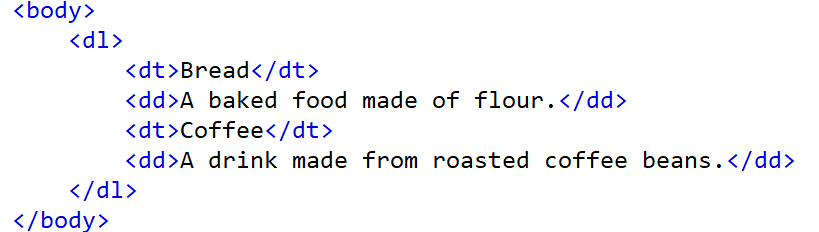 <body>
<dl>
<dt>Bread</dt>
<dd>A baked food made of flour.</dd>
<dt>Coffee</dt>
<dd>A drink made from roasted coffee beans.</dd>
</dl>
</body>